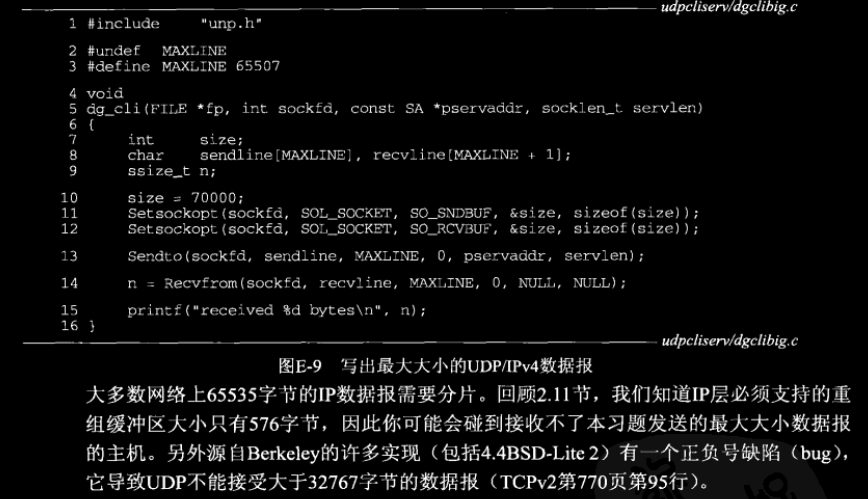 udpcliserv/dgclibig.c
1 #include "unp.h"
2 #undef MAXLINE
3 #define MAXLINE 65507
4 void
5 dg_cli(FILE *fp, int sockfd, const SA *pservaddr, socklen_t servlen)
6 {
7 int size;
8 char sendline[MAXLINE], recvline[MAXLINE + 1];
9 ssize_t n;
10 size = 70000;
11 Setsockopt(sockfd, SOL_SOCKET, SO_SNDBUF, &size, sizeof(size));
12 Setsockopt(sockfd, SOL_SOCKET, SO_RCVBUF, &size, sizeof(size));
13 Sendto(sockfd, sendline, MAXLINE, 0, pservaddr, servlen);
14 n = Recvfrom(sockfd, recvline, MAXLINE, 0, NULL, NULL);
15 printf("received %d bytes\n", n);
16 }
udpcliserv/dgclibig.c
图E-9 写出最大大小的UDP/IPv4数据报
大多数网络上65535字节的IP数据报需要分片。回顾2.11节，我们知道IP层必须支持的重
组缓冲区大小只有576字节，因此你可能会碰到接收不了本习题发送的最大大小数据报
的主机。另外源自Berkeley的许多实现（包括4.4BSD-Lite 2）有一个正负号缺陷（bug），
它导致UDP不能接受大于32767字节的数据报（TCPv2第770页第95行）。